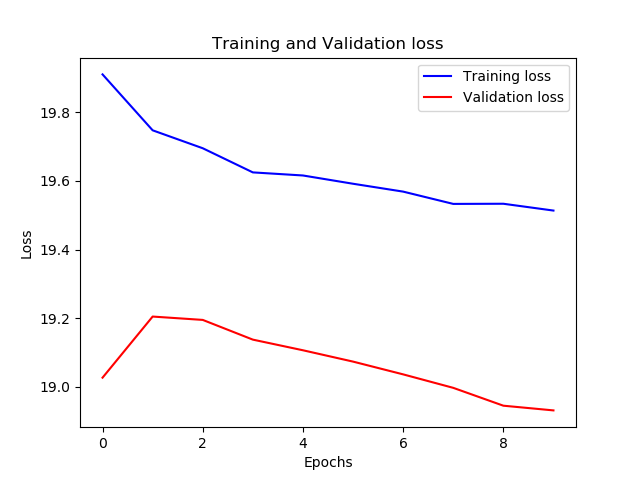 Training and Validation loss
Training loss
Validation loss
19.8
19.6
19.4
19.2
19.0
Loss
0 2 4 6 8
Epochs